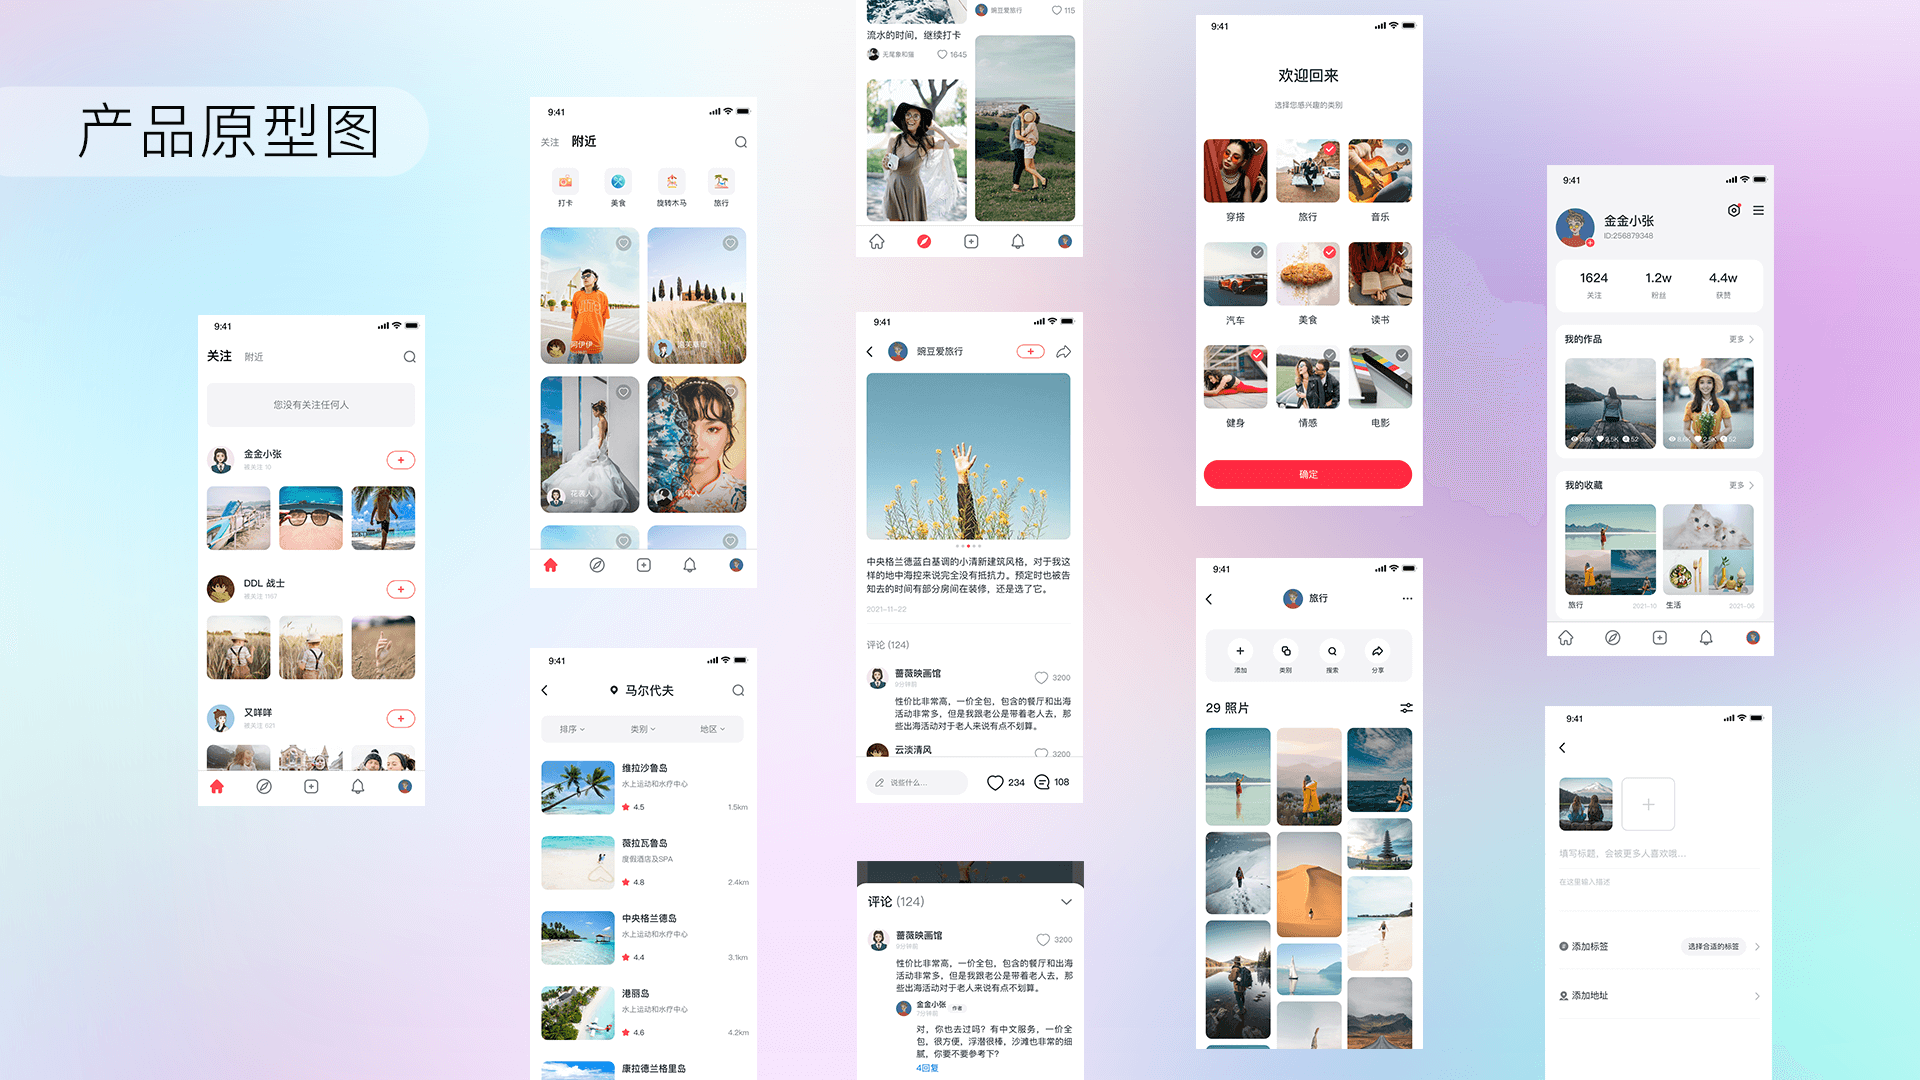 产品原型图
9:41
关注 附近
您没有关注任何人
金金小张
被关注 10
DDL 战士
被关注 1157
又咩咩
被关注 621
9:41
关注 附近
打卡 美食 旋转木马 旅行
阿伊伊...
花嫁人
9:41
马尔代夫
排序 类别 地区
维拉沙鲁岛
水上运动和水疗中心
4.5 1.5km
薇拉瓦鲁岛
度假酒店及SPA
4.8 2.4km
中央格兰德岛
水上运动和水疗中心
4.4 3.1km
港丽岛
水上运动和水疗中心
4.6 4.2km
康拉德兰格里岛
豌豆爱旅行 115
流水的时间，继续打卡
无尾象和猫 1645
9:41
豌豆爱旅行
中央格兰德蓝白基调的小清新建筑风格，对于我这
样的地中海控来说完全没有抵抗力。预定时也被告
知去的时间有部分房间在装修，还是选了它。
2021-11-22
评论 (124)
蔷薇映画馆 3200
9分钟前
性价比非常高，一价全包，包含的餐厅和出海
活动非常多，但是我跟老公是带着老人去，那
些出海活动对于老人来说有点不划算。
云淡清风 3200
说些什么... 234 108
评论 (124)
蔷薇映画馆 3200
9分钟前
性价比非常高，一价全包，包含的餐厅和出海
活动非常多，但是我跟老公是带着老人去，那
些出海活动对于老人来说有点不划算。
金金小张 作者
7分钟前
对，你也去过吗？有中文服务，一价全
包，很方便，浮潜很棒，沙滩也非常的细
腻，你要不要参考下？
4回复
9:41
欢迎回来
选择您感兴趣的类别
穿搭 旅行 音乐
汽车 美食 读书
健身 情感 电影
确定
9:41
旅行
添加 类别 搜索 分享
29 照片
9:41
金金小张
ID:256879348
1624 1.2w 4.4w
关注 粉丝 获赞
我的作品 更多
8.6K 2.5K 52 8.6K 2.5K 52
我的收藏 更多
旅行 2021-10 生活 2021-06
9:41
填写标题，会被更多人喜欢哦...
在这里输入描述
添加标签 选择合适的标签
添加地址